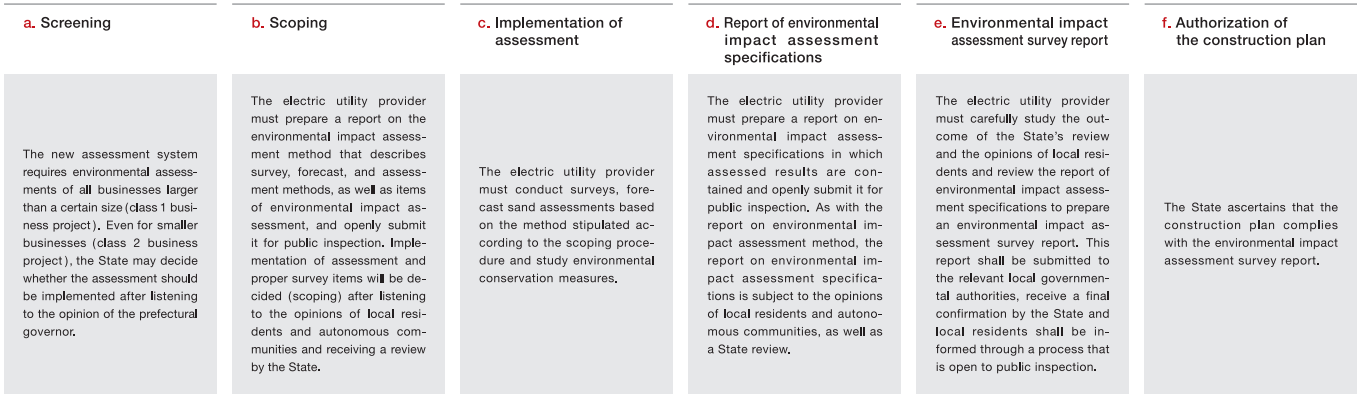 a. Screening
The new assessment system
requires environmental assess-
ments of all businesses larger
than a certain size (class 1 busi-
ness project). Even for smaller
businesses (class 2 business
project), the State may decide
whether the assessment should
be implemented after listening
to the opinion of the prefectural
governor.
b. Scoping
The electric utility provider
must prepare a report on the
environmental impact assess-
ment method that describes
survey, forecast, and assess-
ment methods, as well as items
of environmental impact as-
sessment, and openly submit
it for public inspection. Imple-
mentation of assessment and
proper survey items will be de-
cided (scoping) after listening
to the opinions of local resi-
dents and autonomous com-
munities and receiving a review
by the State.
c. Implementation of
assessment
The electric utility provider
must conduct surveys, fore-
cast sand assessments based
on the method stipulated ac-
cording to the scoping proce-
dure and study environmental
conservation measures.
d. Report of environmental
impact assessment
specifications
The electric utility provider
must prepare a report on en-
vironmental impact assess-
ment specifications in which
assessed results are con-
tained and openly submit it for
public inspection. As with the
report on environmental im-
pact assessment method, the
report on environmental im-
pact assessment specifica-
tions is subject to the opinions
of local residents and autono-
mous communities, as well as
a State review.
e. Environmental impact
assessment survey report
The electric utility provider
must carefully study the out-
come of the State's review
and the opinions of local resi-
dents and review the report of
environmental impact assess-
ment specifications to prepare
an environmental impact as-
sessment survey report. This
report shall be submitted to
the relevant local governmen-
tal authorities, receive a final
confirmation by the State and
local residents shall be in-
formed through a process that
is open to public inspection.
f. Authorization of
the construction plan
The State ascertains that the
construction plan complies
with the environmental impact
assessment survey report.